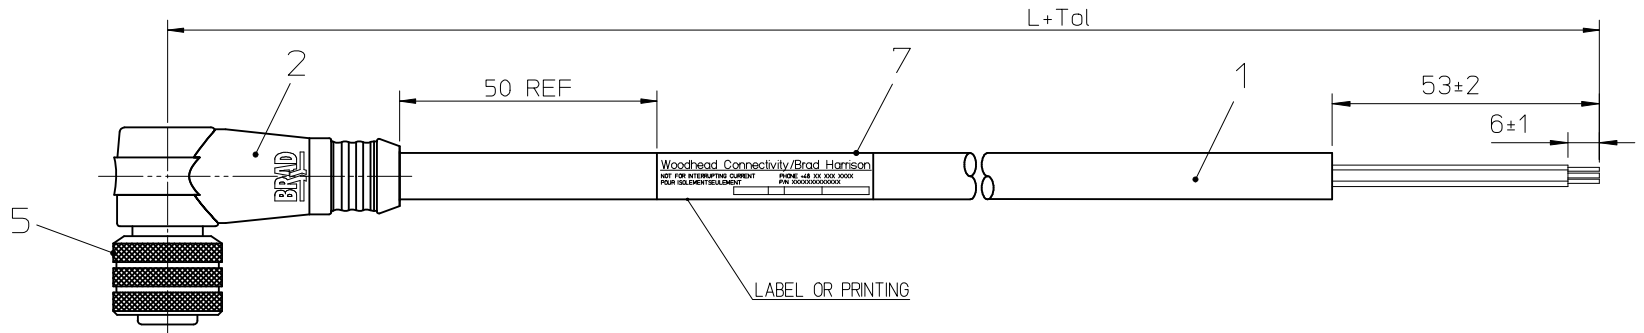 L+Tol
2
7
1
50 REF
53±2
6±1
BRAD
Woodhead Connectivity/Brad Harrison
NOT FOR INTERRUPTING CURRENT PHONE +48 XX XXX XXXX
POUR ISOLEMENTSEULEMENT P/N XXXXXXXXXXXXX
5
LABEL OR PRINTING